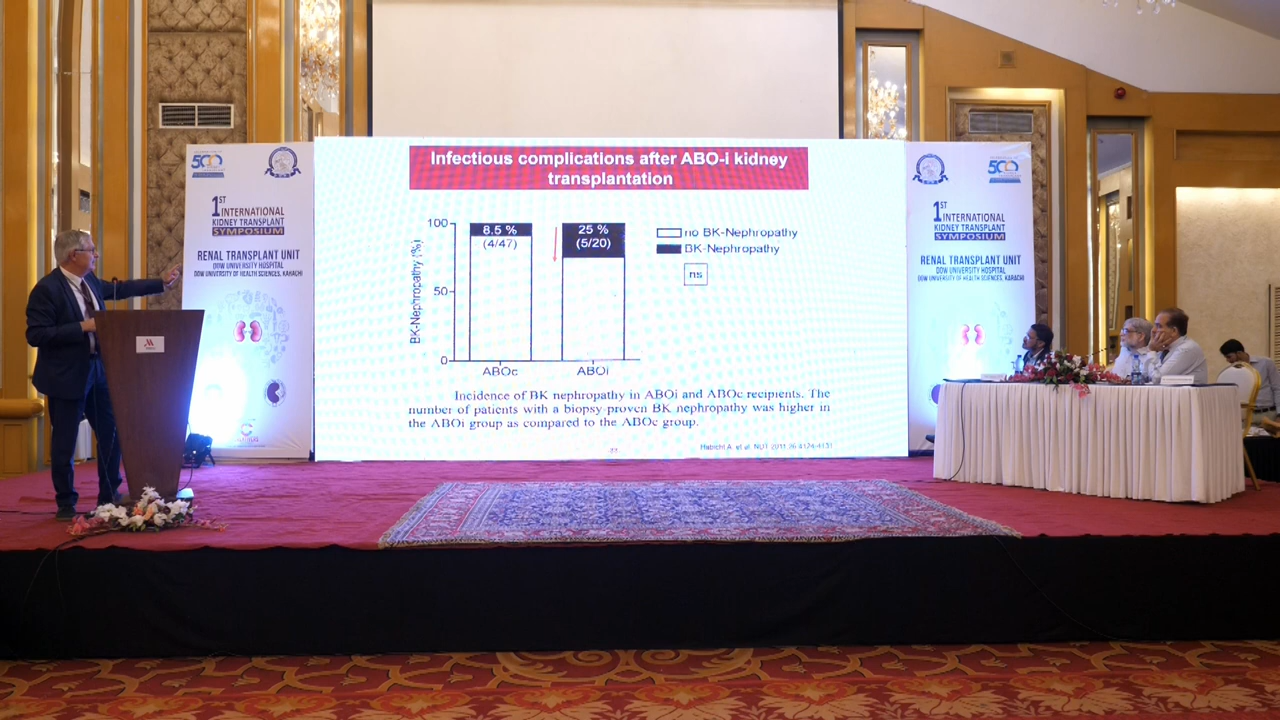 500
1ST
INTERNATIONAL
KIDNEY TRANSPLANT
SYMPOSIUM
RENAL TRANSPLANT UNIT
DOW UNIVERSITY HOSPITAL
DOW UNIVERSITY OF HEALTH SCIENCES, KARACHI
Infectious complications after ABO-i kidney
transplantation
BK-Nephropathy (%)
100
50
0
8.5 %
(4/47)
25 %
(5/20)
ABOc
ABOi
no BK-Nephropathy
BK-Nephropathy
ns
Incidence of BK nephropathy in ABOi and ABOc recipients. The
number of patients with a biopsy-proven BK nephropathy was higher in
the ABOi group as compared to the ABOc group.
et al. NDT 2011
500
1ST
INTERNATIONAL
KIDNEY TRANSPLANT
SYMPOSIUM
RENAL TRANSPLANT UNIT
DOW UNIVERSITY HOSPITAL
DOW UNIVERSITY OF HEALTH SCIENCES, KARACHI